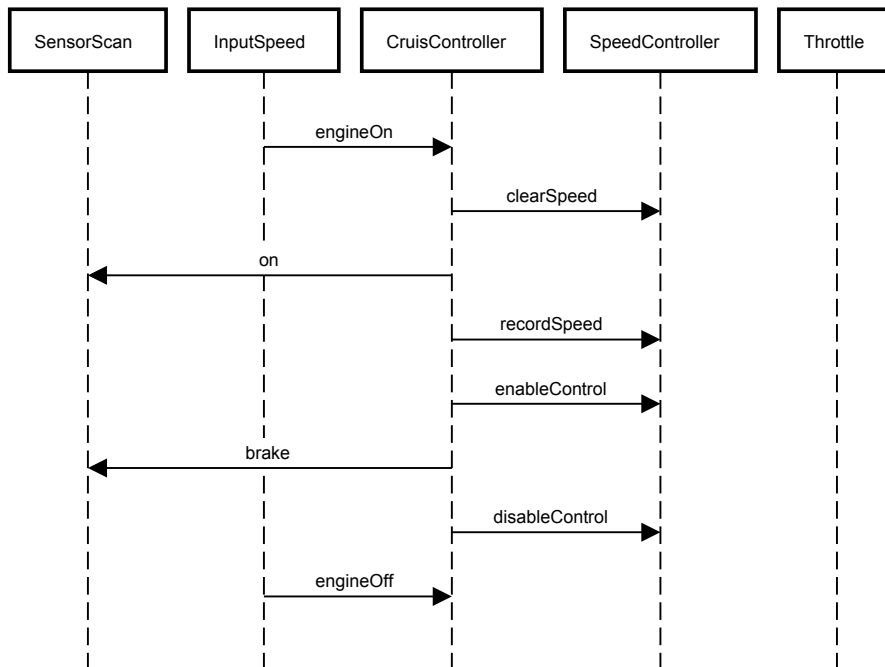 SensorScan
InputSpeed
CruisController
SpeedController
Throttle
engineOn
clearSpeed
on
recordSpeed
enableControl
brake
disableControl
engineOff